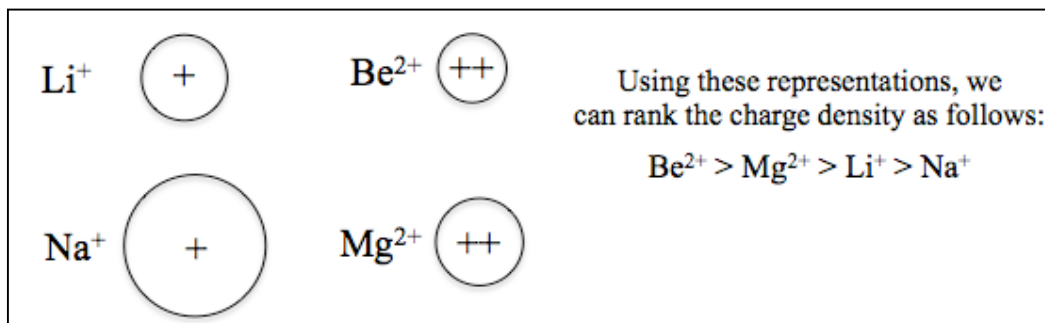 Li⁺ +
Be²⁺ ++
Using these representations, we
can rank the charge density as follows:
Be²⁺ > Mg²⁺ > Li⁺ > Na⁺
Na⁺ +
Mg²⁺ ++